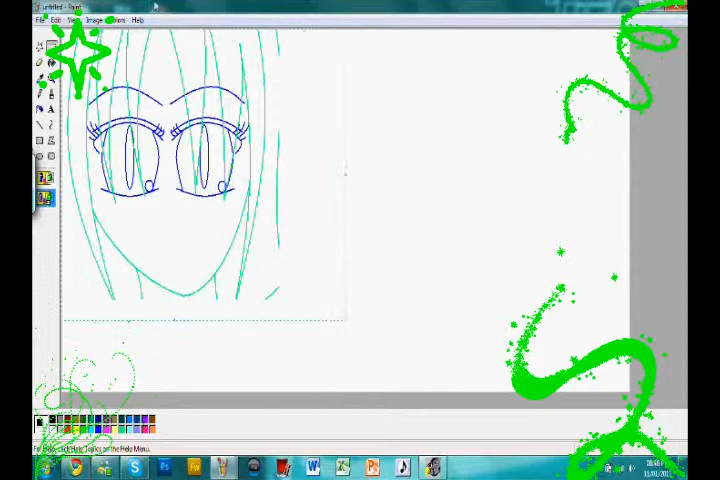 untitled - Paint
File Edit View Image Colors Help
For Help, click Help Topics on the Help Menu.